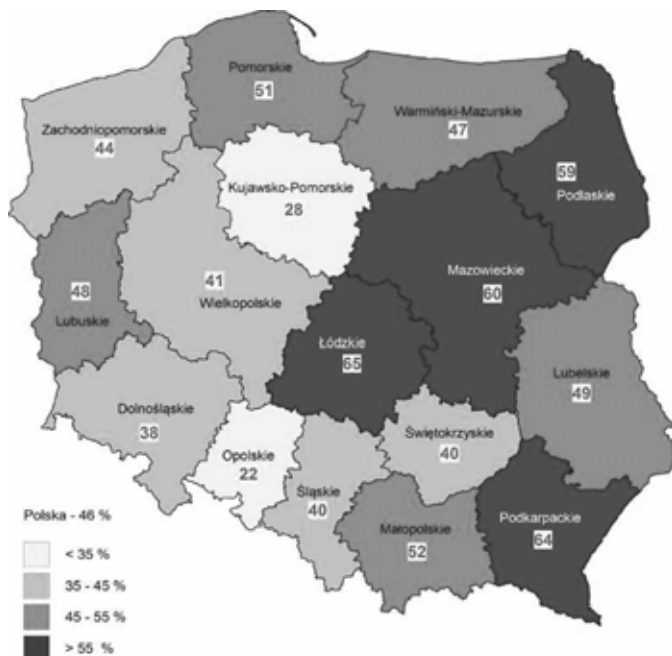 Pomorskie
51
Warmiński-Mazurskie
47
Zachodniopomorskie
44
59
Podlaskie
Kujawsko-Pomorskie
28
Mazowieckie
60
41
Wielkopolskie
48
Lubuskie
Łódzkie
65
Lubelskie
49
Dolnośląskie
38
Świętokrzyskie
40
Opolskie
22
Śląskie
40
Małopolskie
52
Podkarpackie
64
Polska - 46 %
< 35 %
35 - 45 %
45 - 55 %
> 55 %